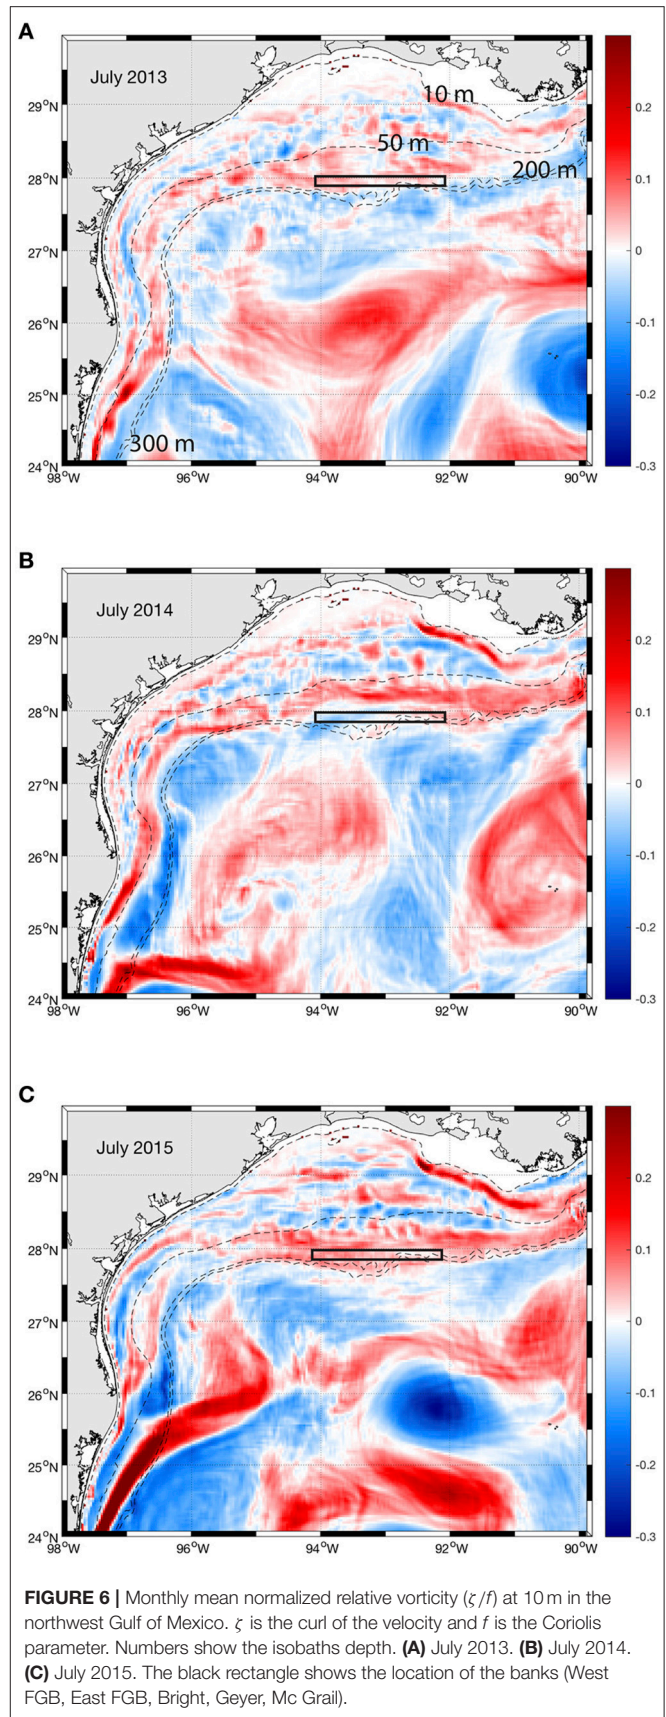 A
July 2013
10 m
50 m
200 m
300 m
29°N
28°N
27°N
26°N
25°N
24°N
98°W 96°W 94°W 92°W 90°W
0.2
0.1
0
-0.1
-0.2
-0.3
B
July 2014
29°N
28°N
27°N
26°N
25°N
24°N
98°W 96°W 94°W 92°W 90°W
0.2
0.1
0
-0.1
-0.2
-0.3
C
July 2015
29°N
28°N
27°N
26°N
25°N
24°N
98°W 96°W 94°W 92°W 90°W
0.2
0.1
0
-0.1
-0.2
-0.3
FIGURE 6 | Monthly mean normalized relative vorticity (ζ/f) at 10 m in the
northwest Gulf of Mexico. ζ is the curl of the velocity and f is the Coriolis
parameter. Numbers show the isobaths depth. (A) July 2013. (B) July 2014.
(C) July 2015. The black rectangle shows the location of the banks (West
FGB, East FGB, Bright, Geyer, Mc Grail).